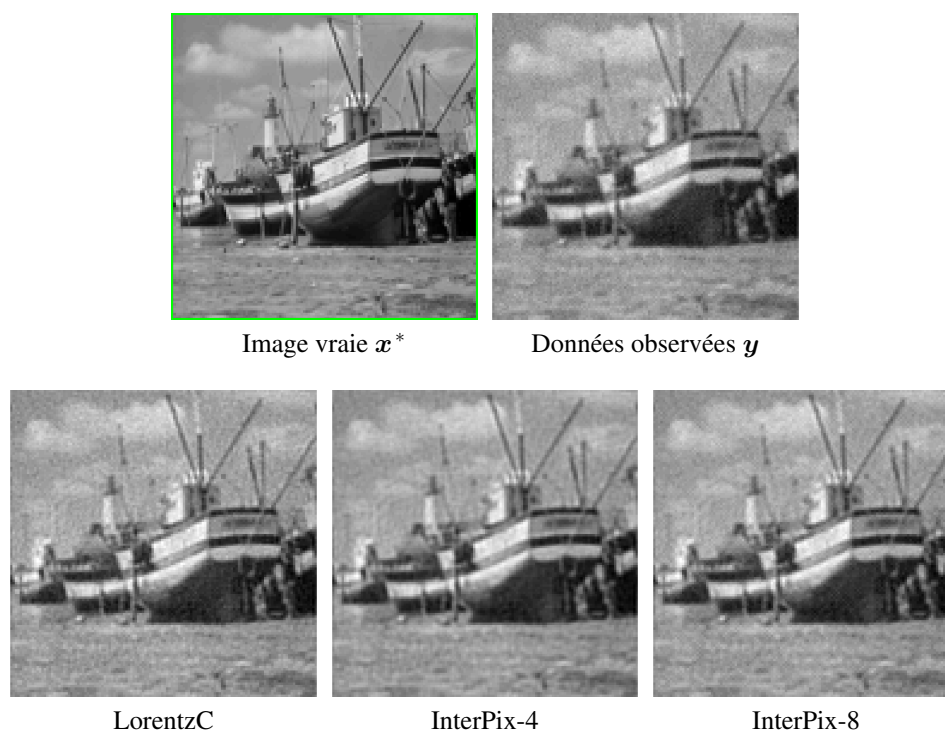 Image vraie x*
Données observées y
LorentzC
InterPix-4
InterPix-8